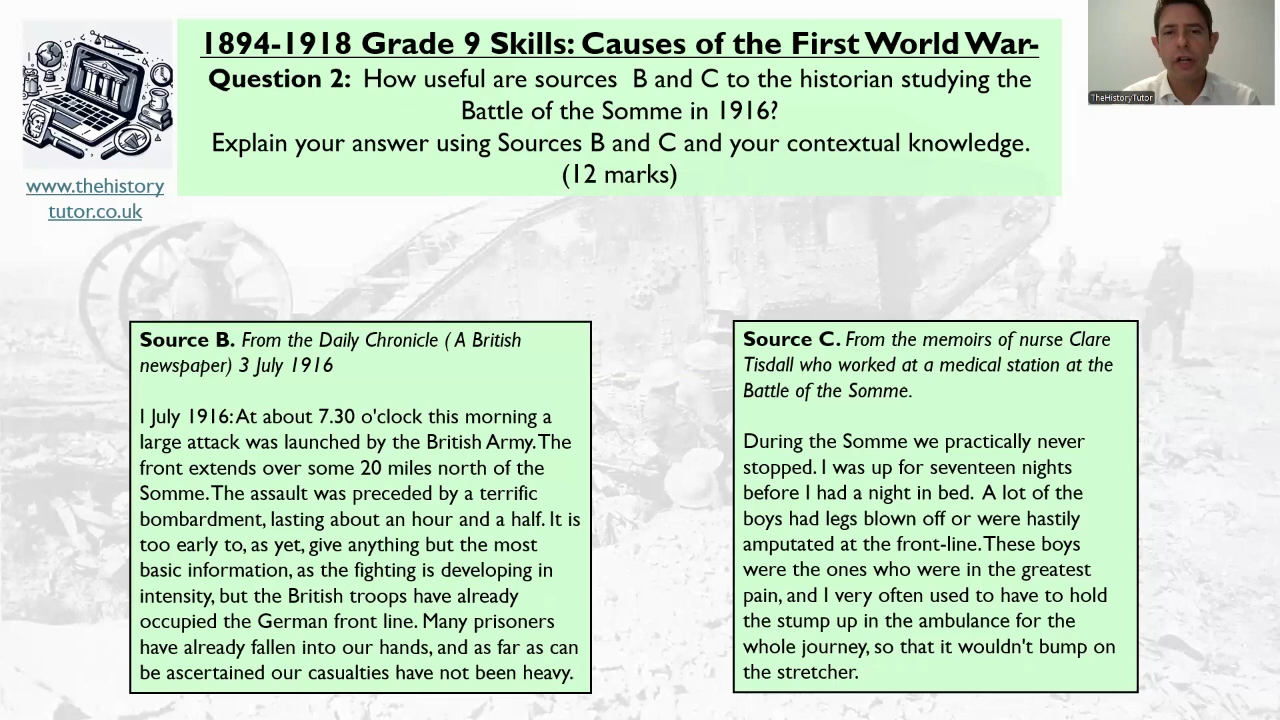 1894-1918 Grade 9 Skills: Causes of the First World War-
Question 2: How useful are sources B and C to the historian studying the
Battle of the Somme in 1916?
Explain your answer using Sources B and C and your contextual knowledge.
(12 marks)
TheHistoryTutor
www.thehistory
tutor.co.uk
Source B. From the Daily Chronicle ( A British
newspaper) 3 July 1916
1 July 1916: At about 7.30 o'clock this morning a
large attack was launched by the British Army. The
front extends over some 20 miles north of the
Somme. The assault was preceded by a terrific
bombardment, lasting about an hour and a half. It is
too early to, as yet, give anything but the most
basic information, as the fighting is developing in
intensity, but the British troops have already
occupied the German front line. Many prisoners
have already fallen into our hands, and as far as can
be ascertained our casualties have not been heavy.
Source C. From the memoirs of nurse Clare
Tisdall who worked at a medical station at the
Battle of the Somme.
During the Somme we practically never
stopped. I was up for seventeen nights
before I had a night in bed. A lot of the
boys had legs blown off or were hastily
amputated at the front-line. These boys
were the ones who were in the greatest
pain, and I very often used to have to hold
the stump up in the ambulance for the
whole journey, so that it wouldn't bump on
the stretcher.